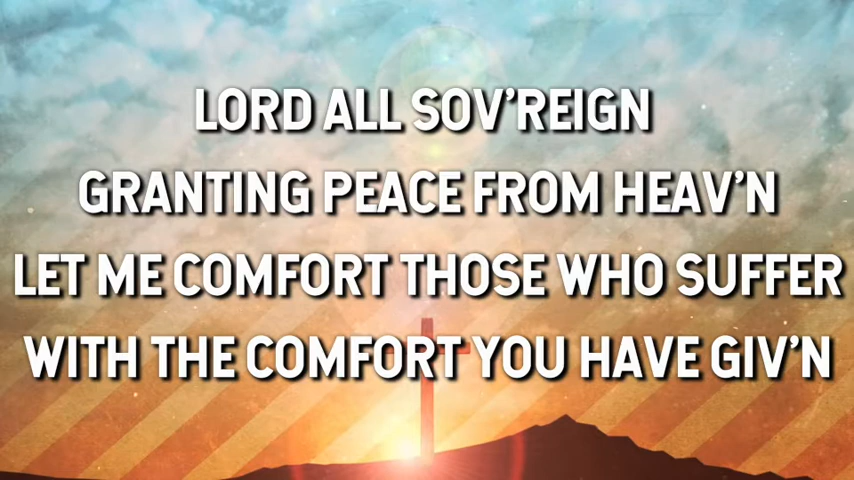 LORD ALL SOV'REIGN
GRANTING PEACE FROM HEAV'N
LET ME COMFORT THOSE WHO SUFFER
WITH THE COMFORT YOU HAVE GIV'N